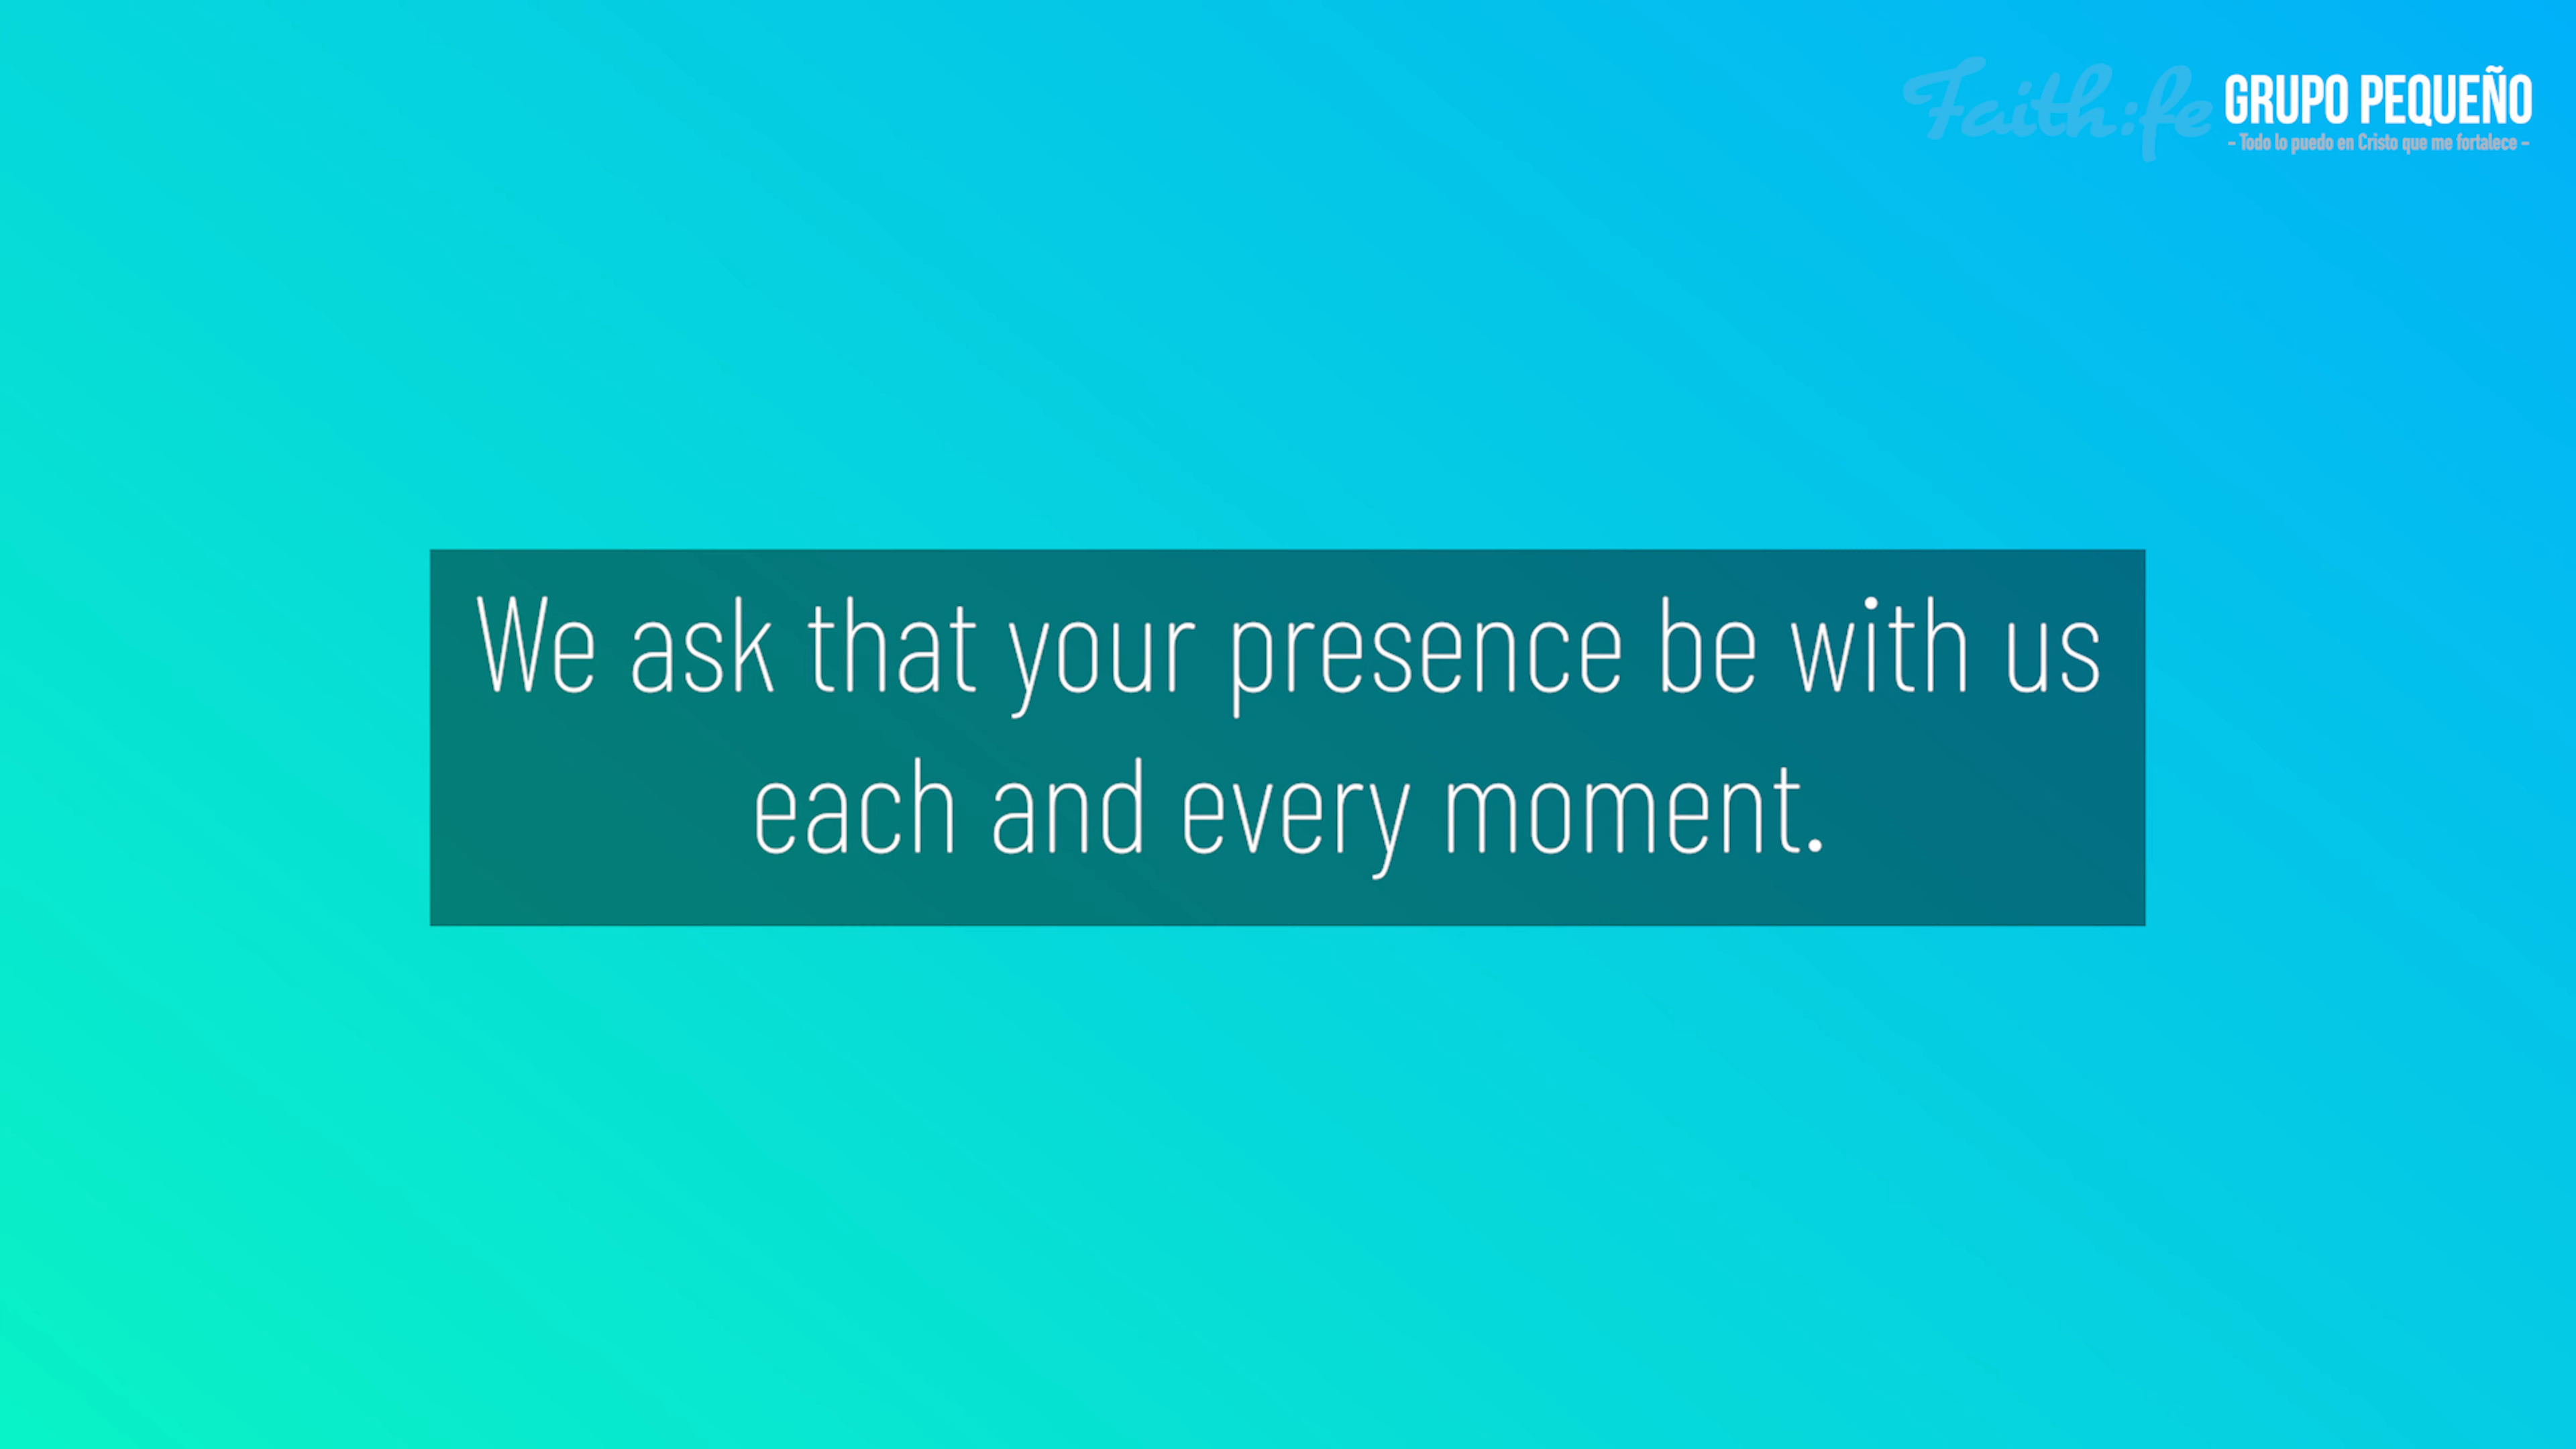 Faith:fe GRUPO PEQUEÑO
- Todo lo puedo en Cristo que me fortalece -
We ask that your presence be with us
each and every moment.